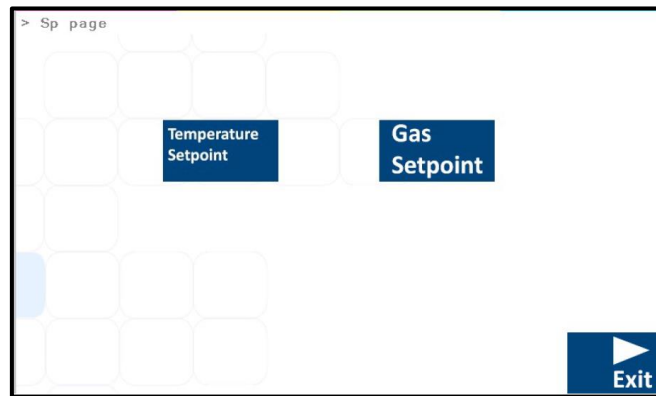 > Sp page
Temperature
Setpoint
Gas
Setpoint
Exit